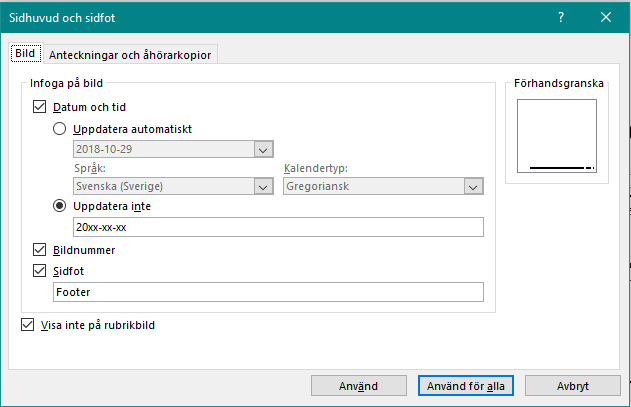 Sidhuvud och sidfot ?
Bild Anteckningar och åhörarkopior
Infoga på bild Förhandsgranska
Datum och tid
Uppdatera automatiskt
2018-10-29
Språk: Kalendertyp:
Svenska (Sverige) Gregoriansk
Uppdatera inte
20xx-xx-xx
Bildnummer
Sidfot
Footer
Visa inte på rubrikbild
Använd Använd för alla Avbryt